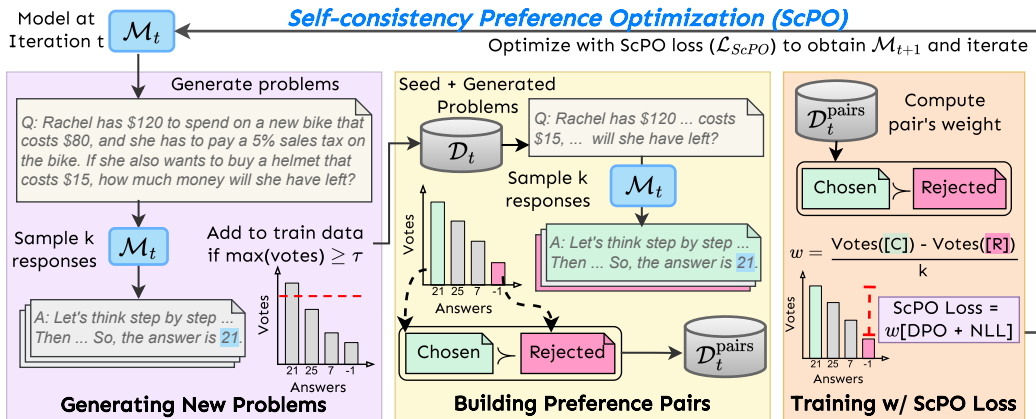 Self-consistency Preference Optimization (ScPO)
Model at
Iteration t
M_t
Optimize with ScPO loss (L_ScPO) to obtain M_{t+1} and iterate
Generate problems
Q: Rachel has $120 to spend on a new bike that
costs $80, and she has to pay a 5% sales tax on
the bike. If she also wants to buy a helmet that
costs $15, how much money will she have left?
Sample k
responses
M_t
Add to train data
if max(votes) ≥ τ
A: Let's think step by step ...
Then ... So, the answer is 21.
Votes
21 25 7 -1
Answers
Generating New Problems
Seed + Generated
Problems
D_t
Q: Rachel has $120 ... costs
$15, ... will she have left?
Sample k
responses
M_t
A: Let's think step by step ...
Then ... So, the answer is 21.
Votes
21 25 7 -1
Answers
Chosen ≻ Rejected
D_t^pairs
Building Preference Pairs
D_t^pairs
Compute
pair's weight
Chosen ≻ Rejected
w = Votes([C]) - Votes([R])
k
Votes
21 25 7 -1
Answers
ScPO Loss =
w[DPO + NLL]
Training w/ ScPO Loss